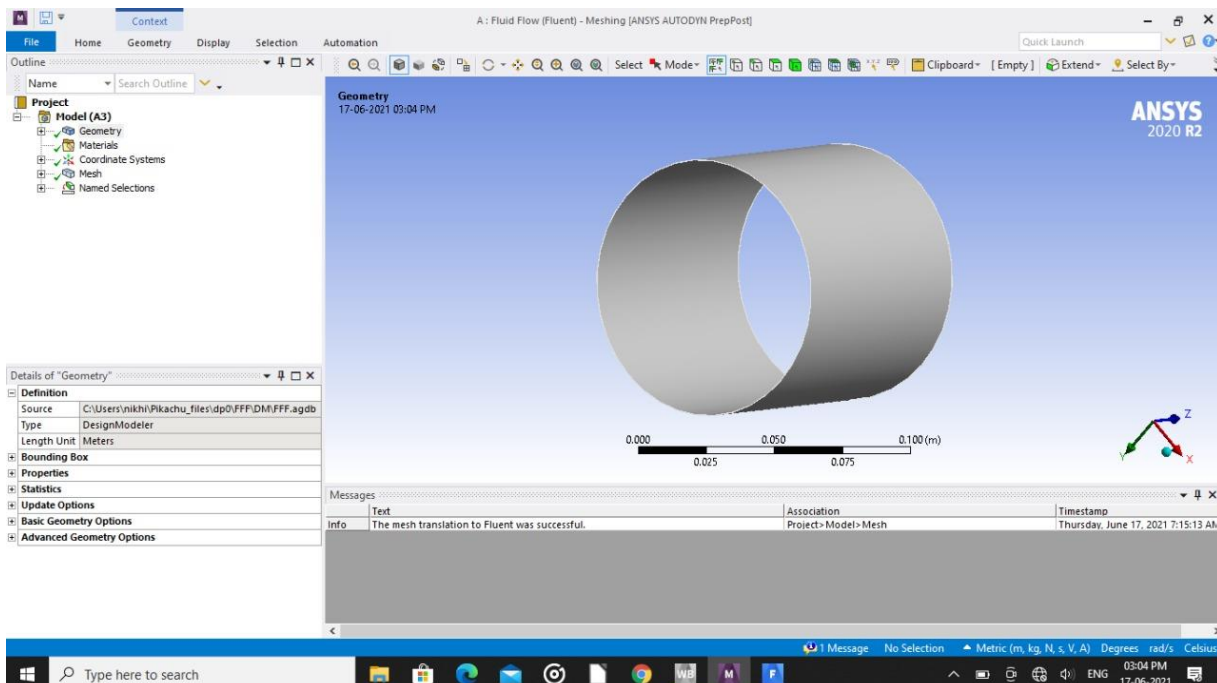 M Context A : Fluid Flow (Fluent) - Meshing [ANSYS AUTODYN PrepPost]
File Home Geometry Display Selection Automation Quick Launch
Outline
Name Search Outline
Project
Model (A3)
Geometry
Materials
Coordinate Systems
Mesh
Named Selections
Select Mode Clipboard [Empty] Extend Select By
Geometry
17-06-2021 03:04 PM
ANSYS
2020 R2
0.000 0.050 0.100 (m)
0.025 0.075
Z
Y
X
Details of "Geometry"
Definition
Source C:\Users\nikhi\Pikachu_files\dp0\FFF\DM\FFF.agdb
Type DesignModeler
Length Unit Meters
Bounding Box
Properties
Statistics
Update Options
Basic Geometry Options
Advanced Geometry Options
Messages
Text Association Timestamp
Info The mesh translation to Fluent was successful. Project>Model>Mesh Thursday, June 17, 2021 7:15:13 AM
1 Message No Selection Metric (m, kg, N, s, V, A) Degrees rad/s Celsius
Type here to search WB M F ENG 03:04 PM
17-06-2021